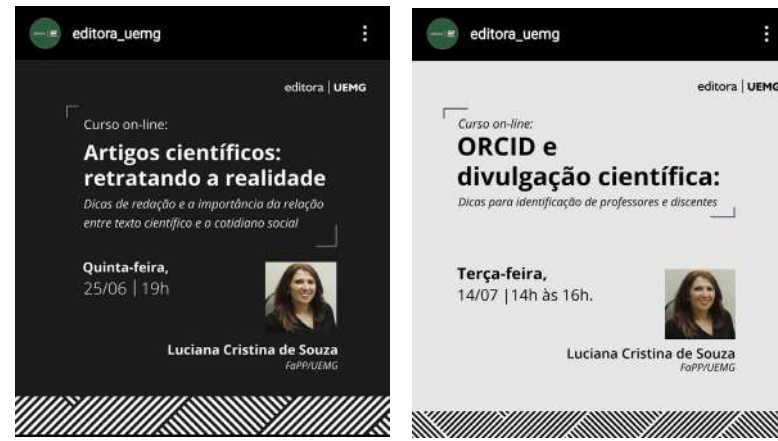 editora_uemg
editora | UEMG
Curso on-line:
Artigos científicos:
retratando a realidade
Dicas de redação e a importância da relação
entre texto científico e o cotidiano social
Quinta-feira,
25/06 | 19h
Luciana Cristina de Souza
FaPP/UEMG
editora_uemg
editora | UEMG
Curso on-line:
ORCID e
divulgação científica:
Dicas para identificação de professores e discentes
Terça-feira,
14/07 |14h às 16h.
Luciana Cristina de Souza
FaPP/UEMG